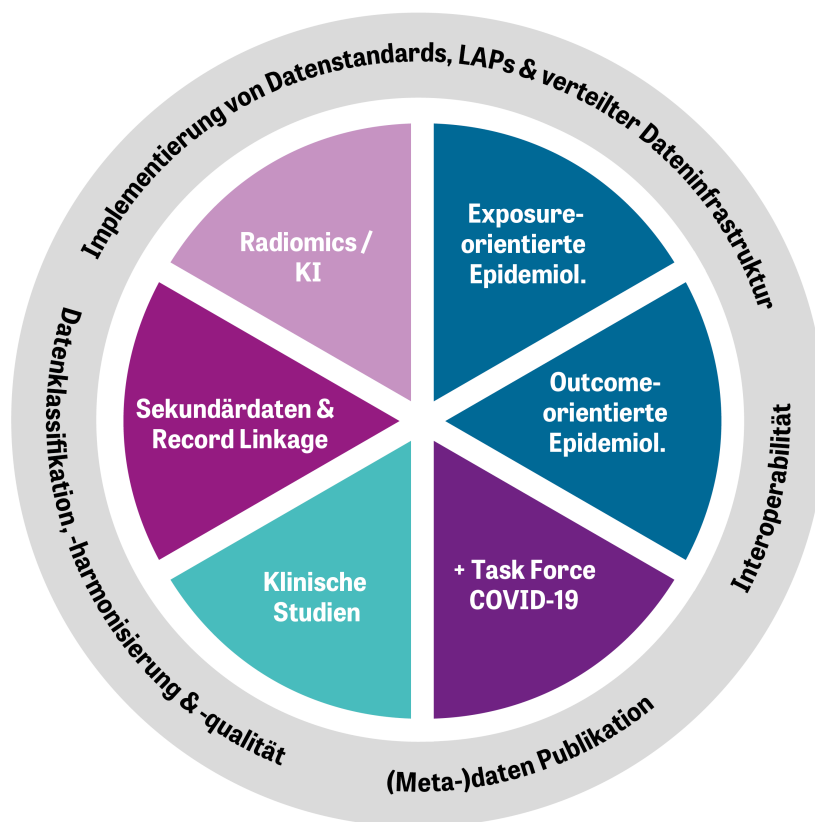 Implementierung von Datenstandards, LAPs & verteilter Dateninfrastruktur
Radiomics /
KI
Exposure-
orientierte
Epidemiol.
Sekundärdaten &
Record Linkage
Outcome-
orientierte
Epidemiol.
Klinische
Studien
+ Task Force
COVID-19
Datenklassifikation, -harmonisierung & -qualität
Interoperabilität
(Meta-)daten Publikation